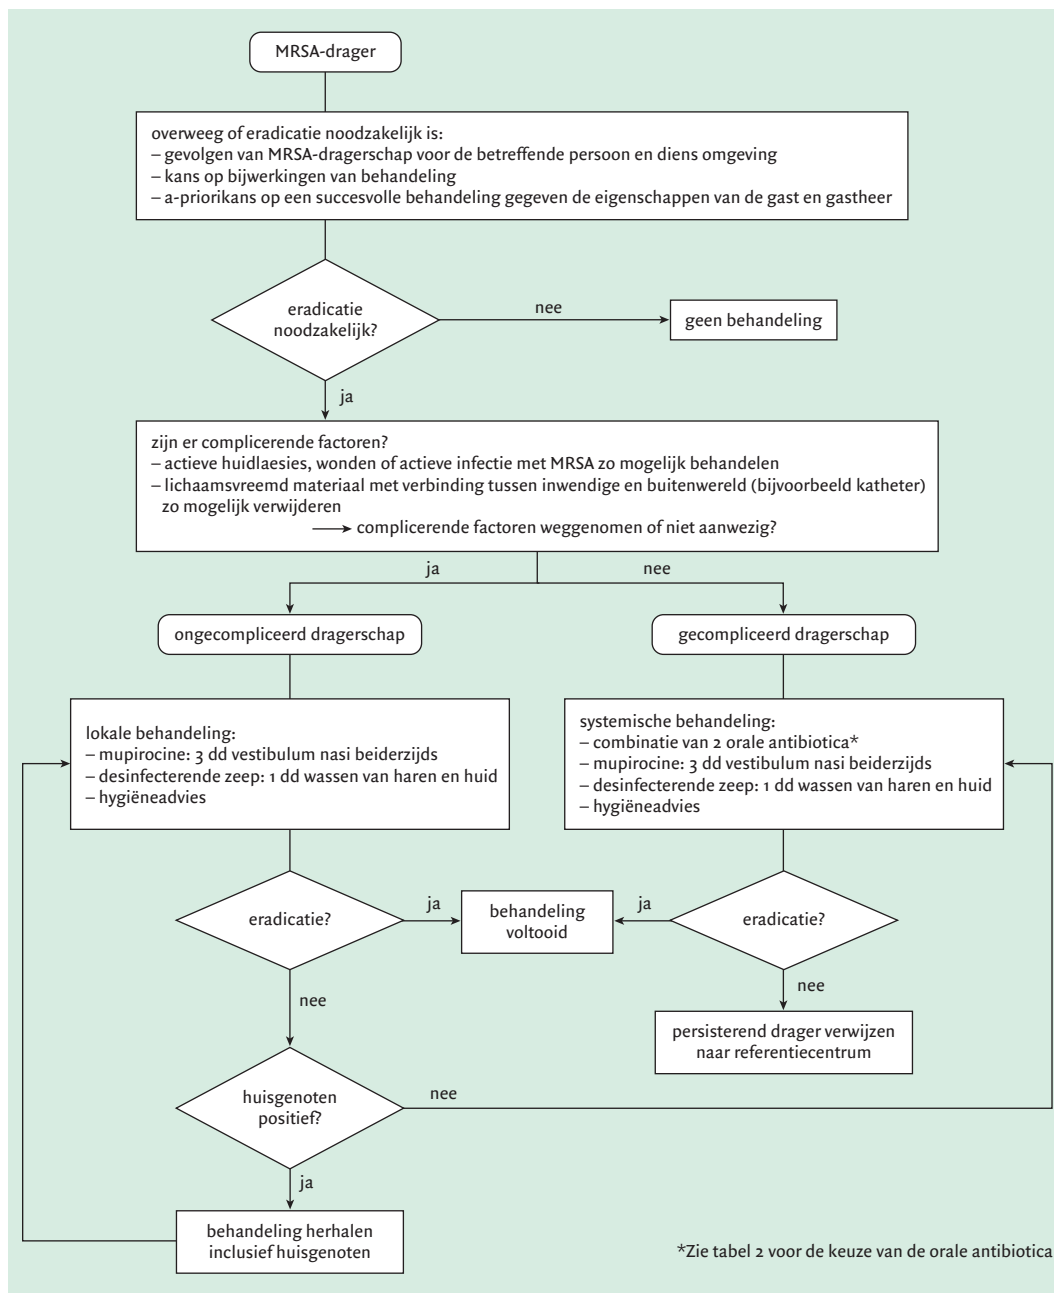 MRSA-drager
overweeg of eradicatie noodzakelijk is:
– gevolgen van MRSA-dragerschap voor de betreffende persoon en diens omgeving
– kans op bijwerkingen van behandeling
– a-priorikans op een succesvolle behandeling gegeven de eigenschappen van de gast en gastheer
eradicatie
noodzakelijk?
nee
geen behandeling
ja
zijn er complicerende factoren?
– actieve huidlaesies, wonden of actieve infectie met MRSA zo mogelijk behandelen
– lichaamsvreemd materiaal met verbinding tussen inwendige en buitenwereld (bijvoorbeeld katheter)
zo mogelijk verwijderen
complicerende factoren weggenomen of niet aanwezig?
ja
nee
ongecompliceerd dragerschap
gecompliceerd dragerschap
lokale behandeling:
– mupirocine: 3 dd vestibulum nasi beiderzijds
– desinfecterende zeep: 1 dd wassen van haren en huid
– hygiëneadvies
systemische behandeling:
– combinatie van 2 orale antibiotica*
– mupirocine: 3 dd vestibulum nasi beiderzijds
– desinfecterende zeep: 1 dd wassen van haren en huid
– hygiëneadvies
eradicatie?
ja
behandeling
voltooid
ja
eradicatie?
nee
nee
persisterend drager verwijzen
naar referentiecentrum
huisgenoten
positief?
nee
ja
behandeling herhalen
inclusief huisgenoten
*Zie tabel 2 voor de keuze van de orale antibiotica